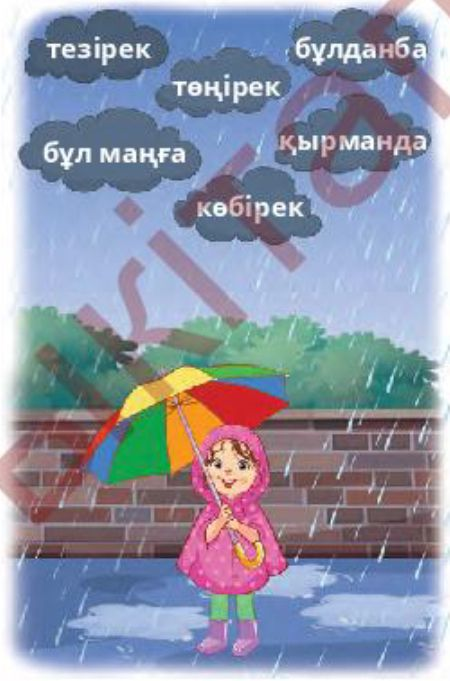 тезірек
бұлданба
төңірек
бұл маңға
қырманда
көбірек